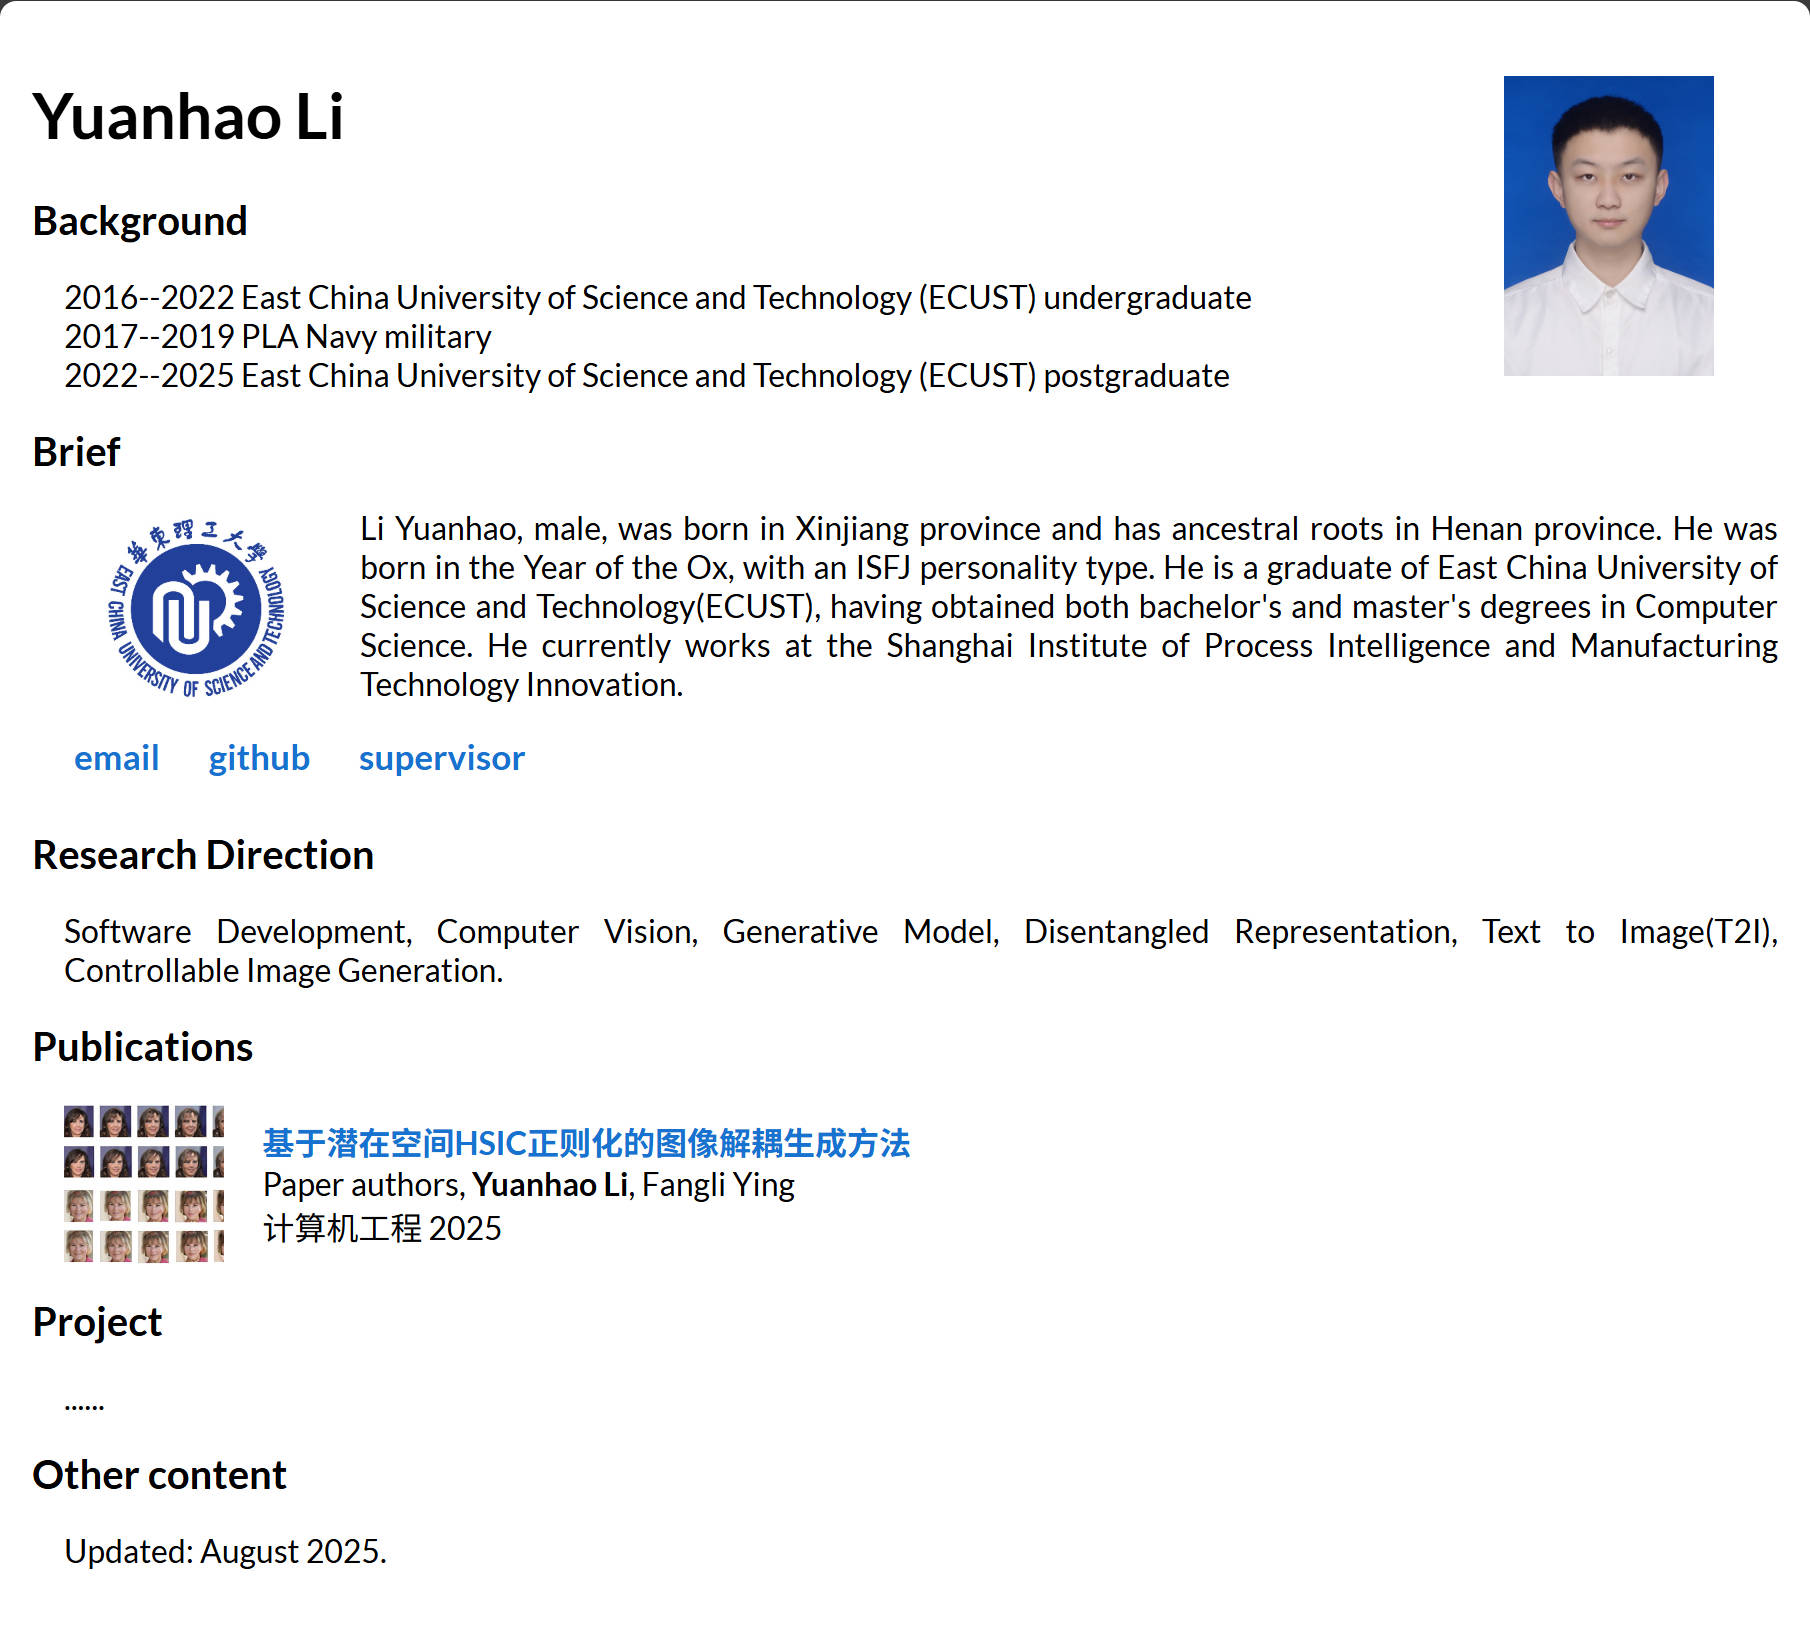 Yuanhao Li
Background
2016--2022 East China University of Science and Technology (ECUST) undergraduate
2017--2019 PLA Navy military
2022--2025 East China University of Science and Technology (ECUST) postgraduate
Brief
華東理工大學
EAST CHINA UNIVERSITY OF SCIENCE AND TECHNOLOGY
Li Yuanhao, male, was born in Xinjiang province and has ancestral roots in Henan province. He was
born in the Year of the Ox, with an ISFJ personality type. He is a graduate of East China University of
Science and Technology(ECUST), having obtained both bachelor's and master's degrees in Computer
Science. He currently works at the Shanghai Institute of Process Intelligence and Manufacturing
Technology Innovation.
email github supervisor
Research Direction
Software Development, Computer Vision, Generative Model, Disentangled Representation, Text to Image(T2I),
Controllable Image Generation.
Publications
基于潜在空间HSIC正则化的图像解耦生成方法
Paper authors, Yuanhao Li, Fangli Ying
计算机工程 2025
Project
......
Other content
Updated: August 2025.